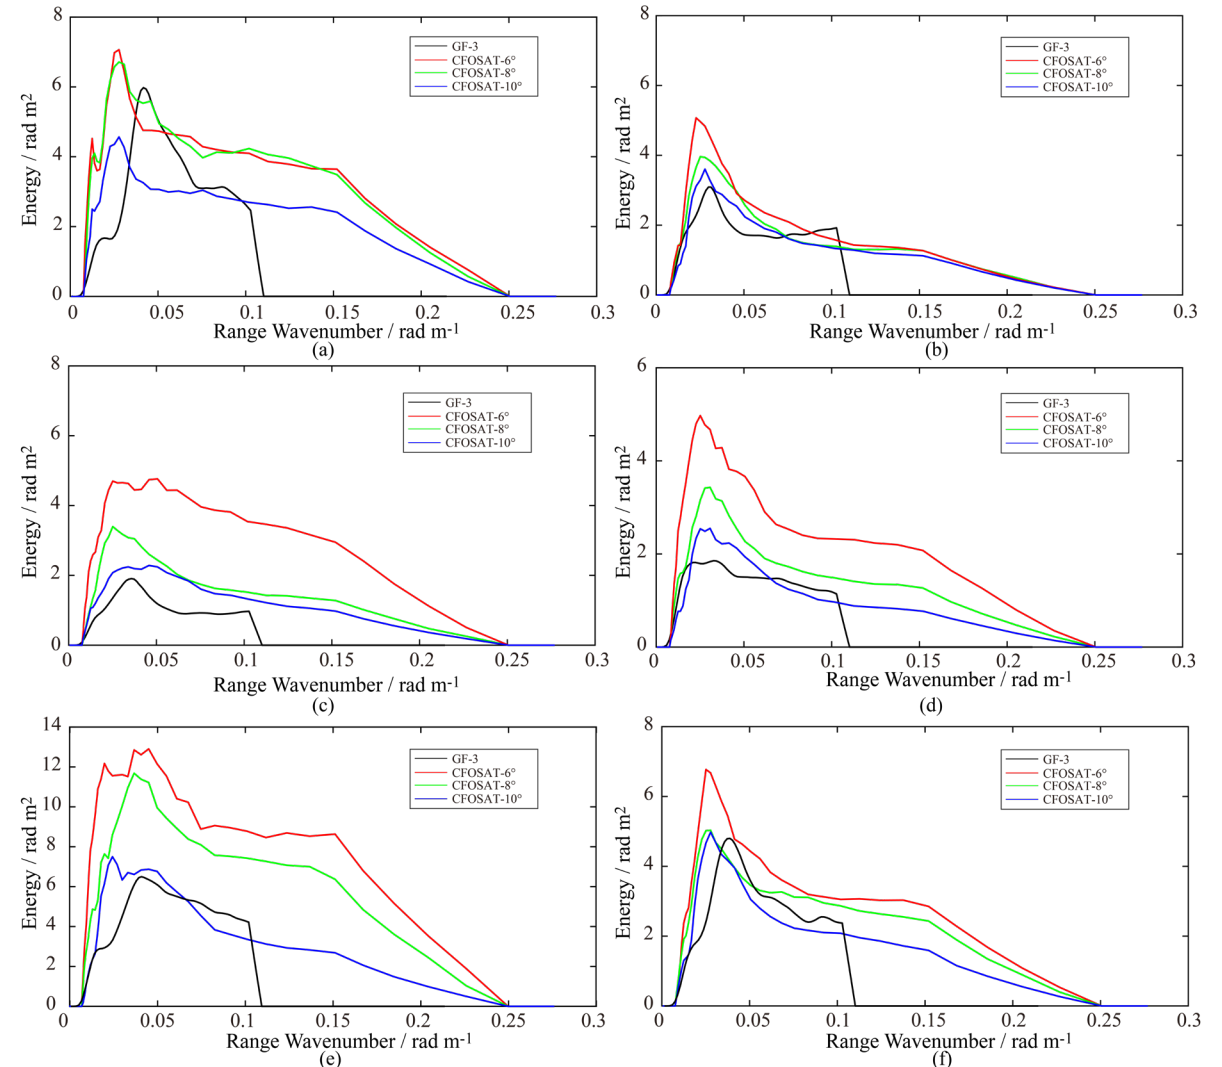 8
6
4
2
0
Energy / rad m2
GF-3
CFOSAT-6°
CFOSAT-8°
CFOSAT-10°
0 0.05 0.1 0.15 0.2 0.25 0.3
Range Wavenumber / rad m-1
(a)
8
6
4
2
0
Energy / rad m2
GF-3
CFOSAT-6°
CFOSAT-8°
CFOSAT-10°
0 0.05 0.1 0.15 0.2 0.25 0.3
Range Wavenumber / rad m-1
(b)
8
6
4
2
0
Energy / rad m2
GF-3
CFOSAT-6°
CFOSAT-8°
CFOSAT-10°
0 0.05 0.1 0.15 0.2 0.25 0.3
Range Wavenumber / rad m-1
(c)
6
4
2
0
Energy / rad m2
GF-3
CFOSAT-6°
CFOSAT-8°
CFOSAT-10°
0 0.05 0.1 0.15 0.2 0.25 0.3
Range Wavenumber / rad m-1
(d)
14
12
10
8
6
4
2
0
Energy / rad m2
GF-3
CFOSAT-6°
CFOSAT-8°
CFOSAT-10°
0 0.05 0.1 0.15 0.2 0.25 0.3
Range Wavenumber / rad m-1
(e)
8
6
4
2
0
Energy / rad m2
GF-3
CFOSAT-6°
CFOSAT-8°
CFOSAT-10°
0 0.05 0.1 0.15 0.2 0.25 0.3
Range Wavenumber / rad m-1
(f)